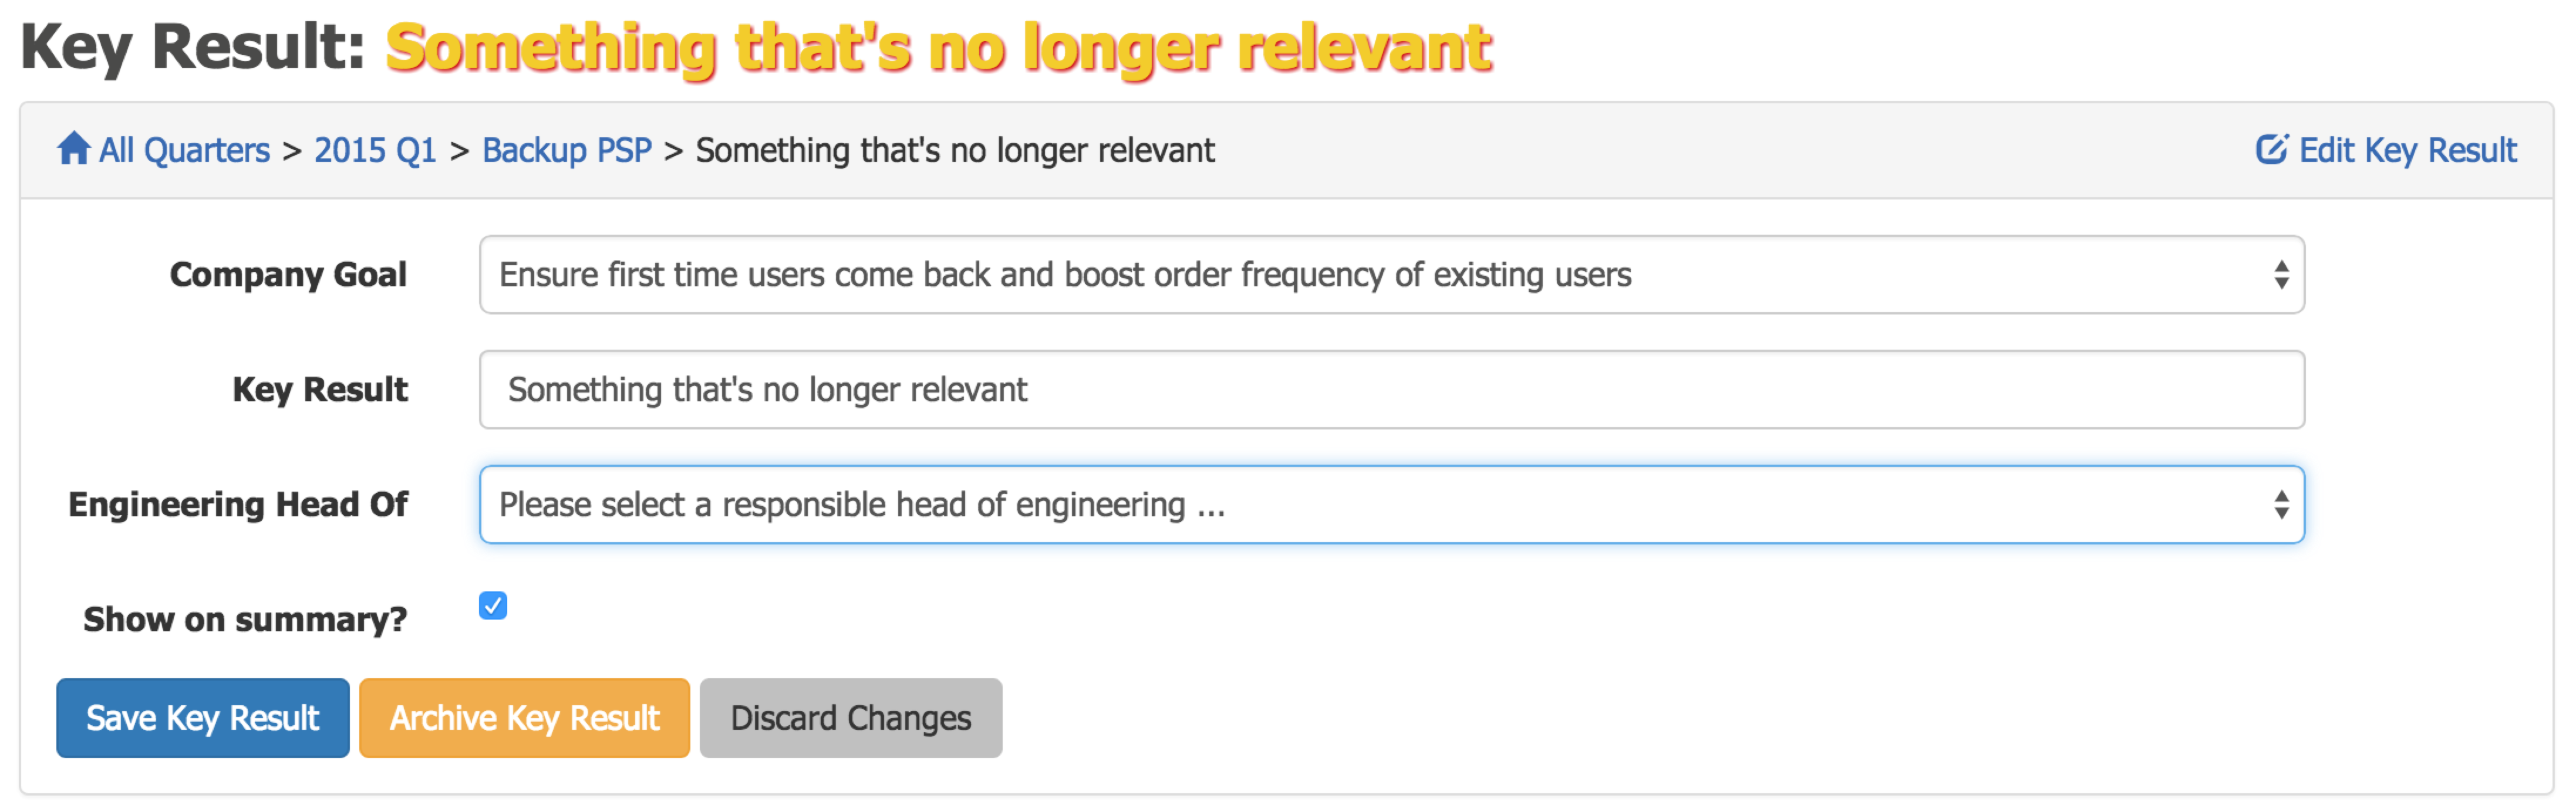 Key Result: Something that's no longer relevant
All Quarters > 2015 Q1 > Backup PSP > Something that's no longer relevant Edit Key Result
Company Goal Ensure first time users come back and boost order frequency of existing users
Key Result Something that's no longer relevant
Engineering Head Of Please select a responsible head of engineering ...
Show on summary?
Save Key Result Archive Key Result Discard Changes